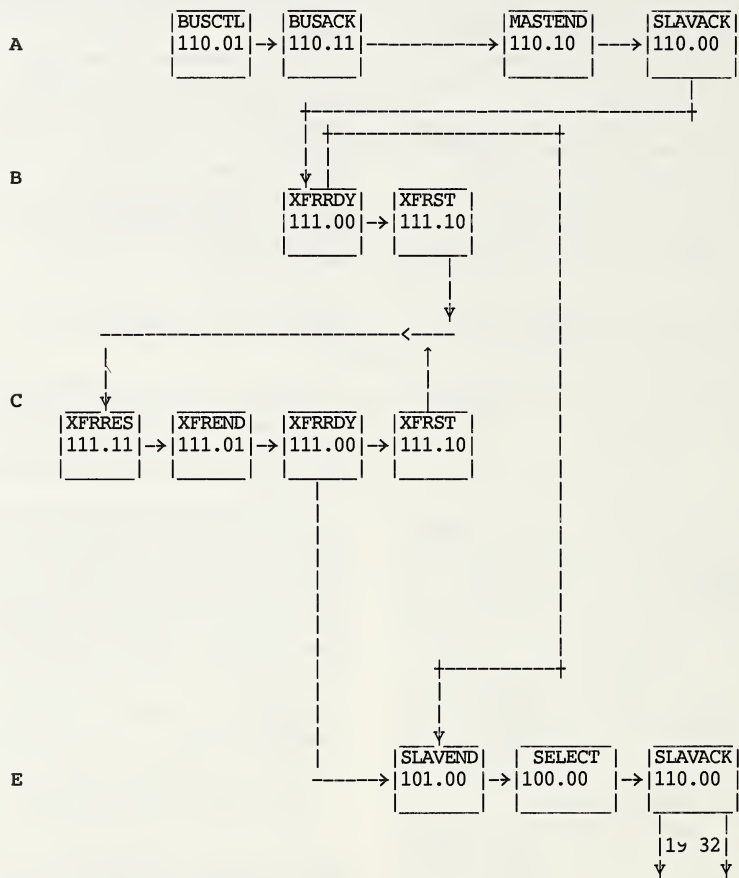 A
BUSCTL BUSACK MASTEND SLAVACK
110.01 110.11 110.10 110.00
B
XFRRDY XFRST
111.00 111.10
C
XFRRES XFREND XFRRDY XFRST
111.11 111.01 111.00 111.10
E
SLAVEND SELECT SLAVACK
101.00 100.00 110.00
32